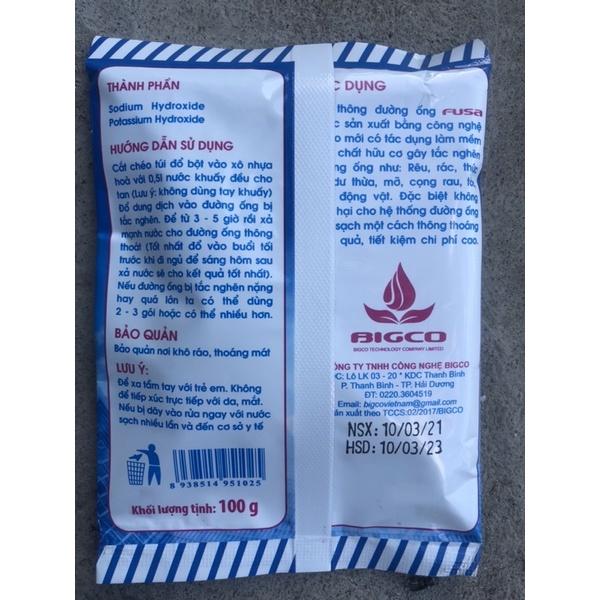 THÀNH PHẦN
Sodium Hydroxide
Potassium Hydroxide
HƯỚNG DẪN SỬ DỤNG
Cắt chéo túi đổ bột vào xô nhựa
hoà với 0,5l nước khuấy đều cho
tan (Lưu ý: không dùng tay khuấy)
Đổ dung dịch vào đường ống bị
tắc nghẽn. Để từ 3 - 5 giờ rồi xả
mạnh nước cho đường ống thông
thoát (Tốt nhất đổ vào buổi tối
trước khi đi ngủ để sáng hôm sau
xả nước sẽ cho kết quả tốt nhất).
Nếu đường ống bị tắc nghẽn nặng
hay quá lớn ta có thể dùng
2 - 3 gói hoặc có thể nhiều hơn.
BẢO QUẢN
Bảo quản nơi khô ráo, thoáng mát
LƯU Ý:
Để xa tầm tay với trẻ em. Không
để tiếp xúc trực tiếp với da, mắt.
Nếu bị dây vào rửa ngay với nước
sạch nhiều lần và đến cơ sở y tế
8 938514 951025
Khối lượng tịnh: 100 g
DỤNG
thông đường ống FUSA
sản xuất bằng công nghệ
mới có tác dụng làm mềm
chất hữu cơ gây tắc nghẽn
ống như: Rêu, rác, thức
dư thừa, mỡ, cọng rau, tóc,
động vật. Đặc biệt không
hại cho hệ thống đường ống
sạch một cách thông thoáng
quả, tiết kiệm chi phí cao.
BIGCO
BIGCO TECHNOLOGY COMPANY LIMITED
TY TNHH CÔNG NGHỆ BIGCO
Lô LK 03 - 20 * KDC Thanh Bình
P. Thanh Bình - TP. Hải Dương
ĐT: 0220.3604519
Email: bigcovietnam@gmail.com
xuất theo TCCS:02/2017/BIGCO
NSX: 10/03/21
HSD: 10/03/23